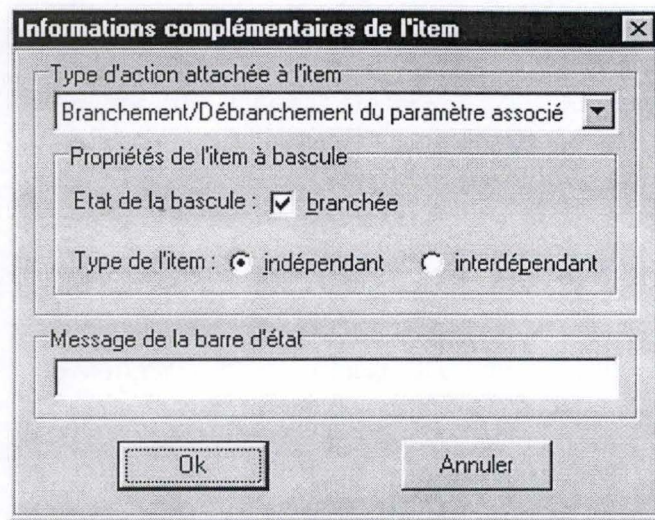 Informations complémentaires de l'item
Type d'action attachée à l'item
Branchement/Débranchement du paramètre associé
Propriétés de l'item à bascule
Etat de la bascule : branchée
Type de l'item : indépendant interdépendant
Message de la barre d'état
Ok Annuler